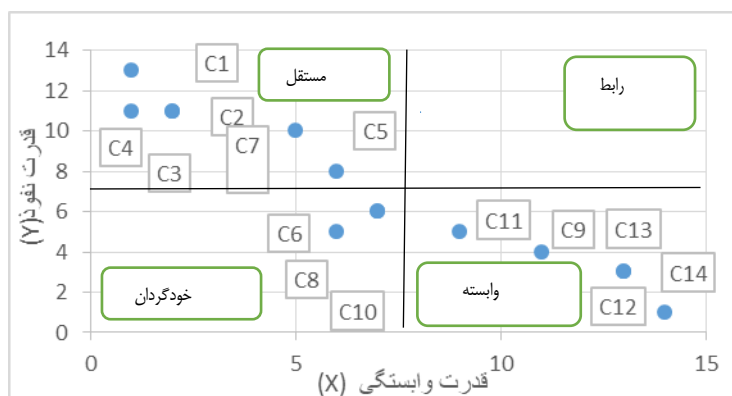 14
12
10
8
6
4
2
0
0
5
10
15
قدرت نفوذ(Y)
قدرت وابستگی (X)
مستقل
رابط
خودگردان
وابسته
C1
C2
C7
C5
C4
C3
C6
C11
C9
C13
C8
C14
C10
C12